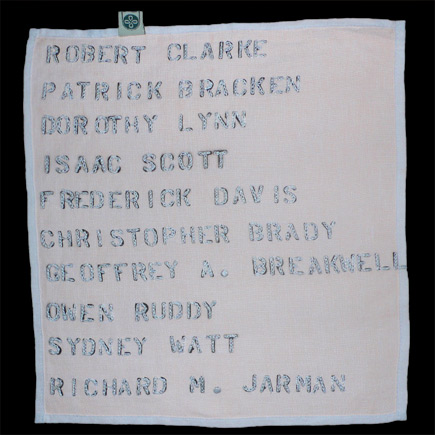 ROBERT CLARKE
PATRICK BRACKEN
DOROTHY LYNN
ISAAC SCOTT
FREDERICK DAVIS
CHRISTOPHER BRADY
GEOFFREY A. BREAKWELL
OWEN RUDDY
SYDNEY WATT
RICHARD M. JARMAN